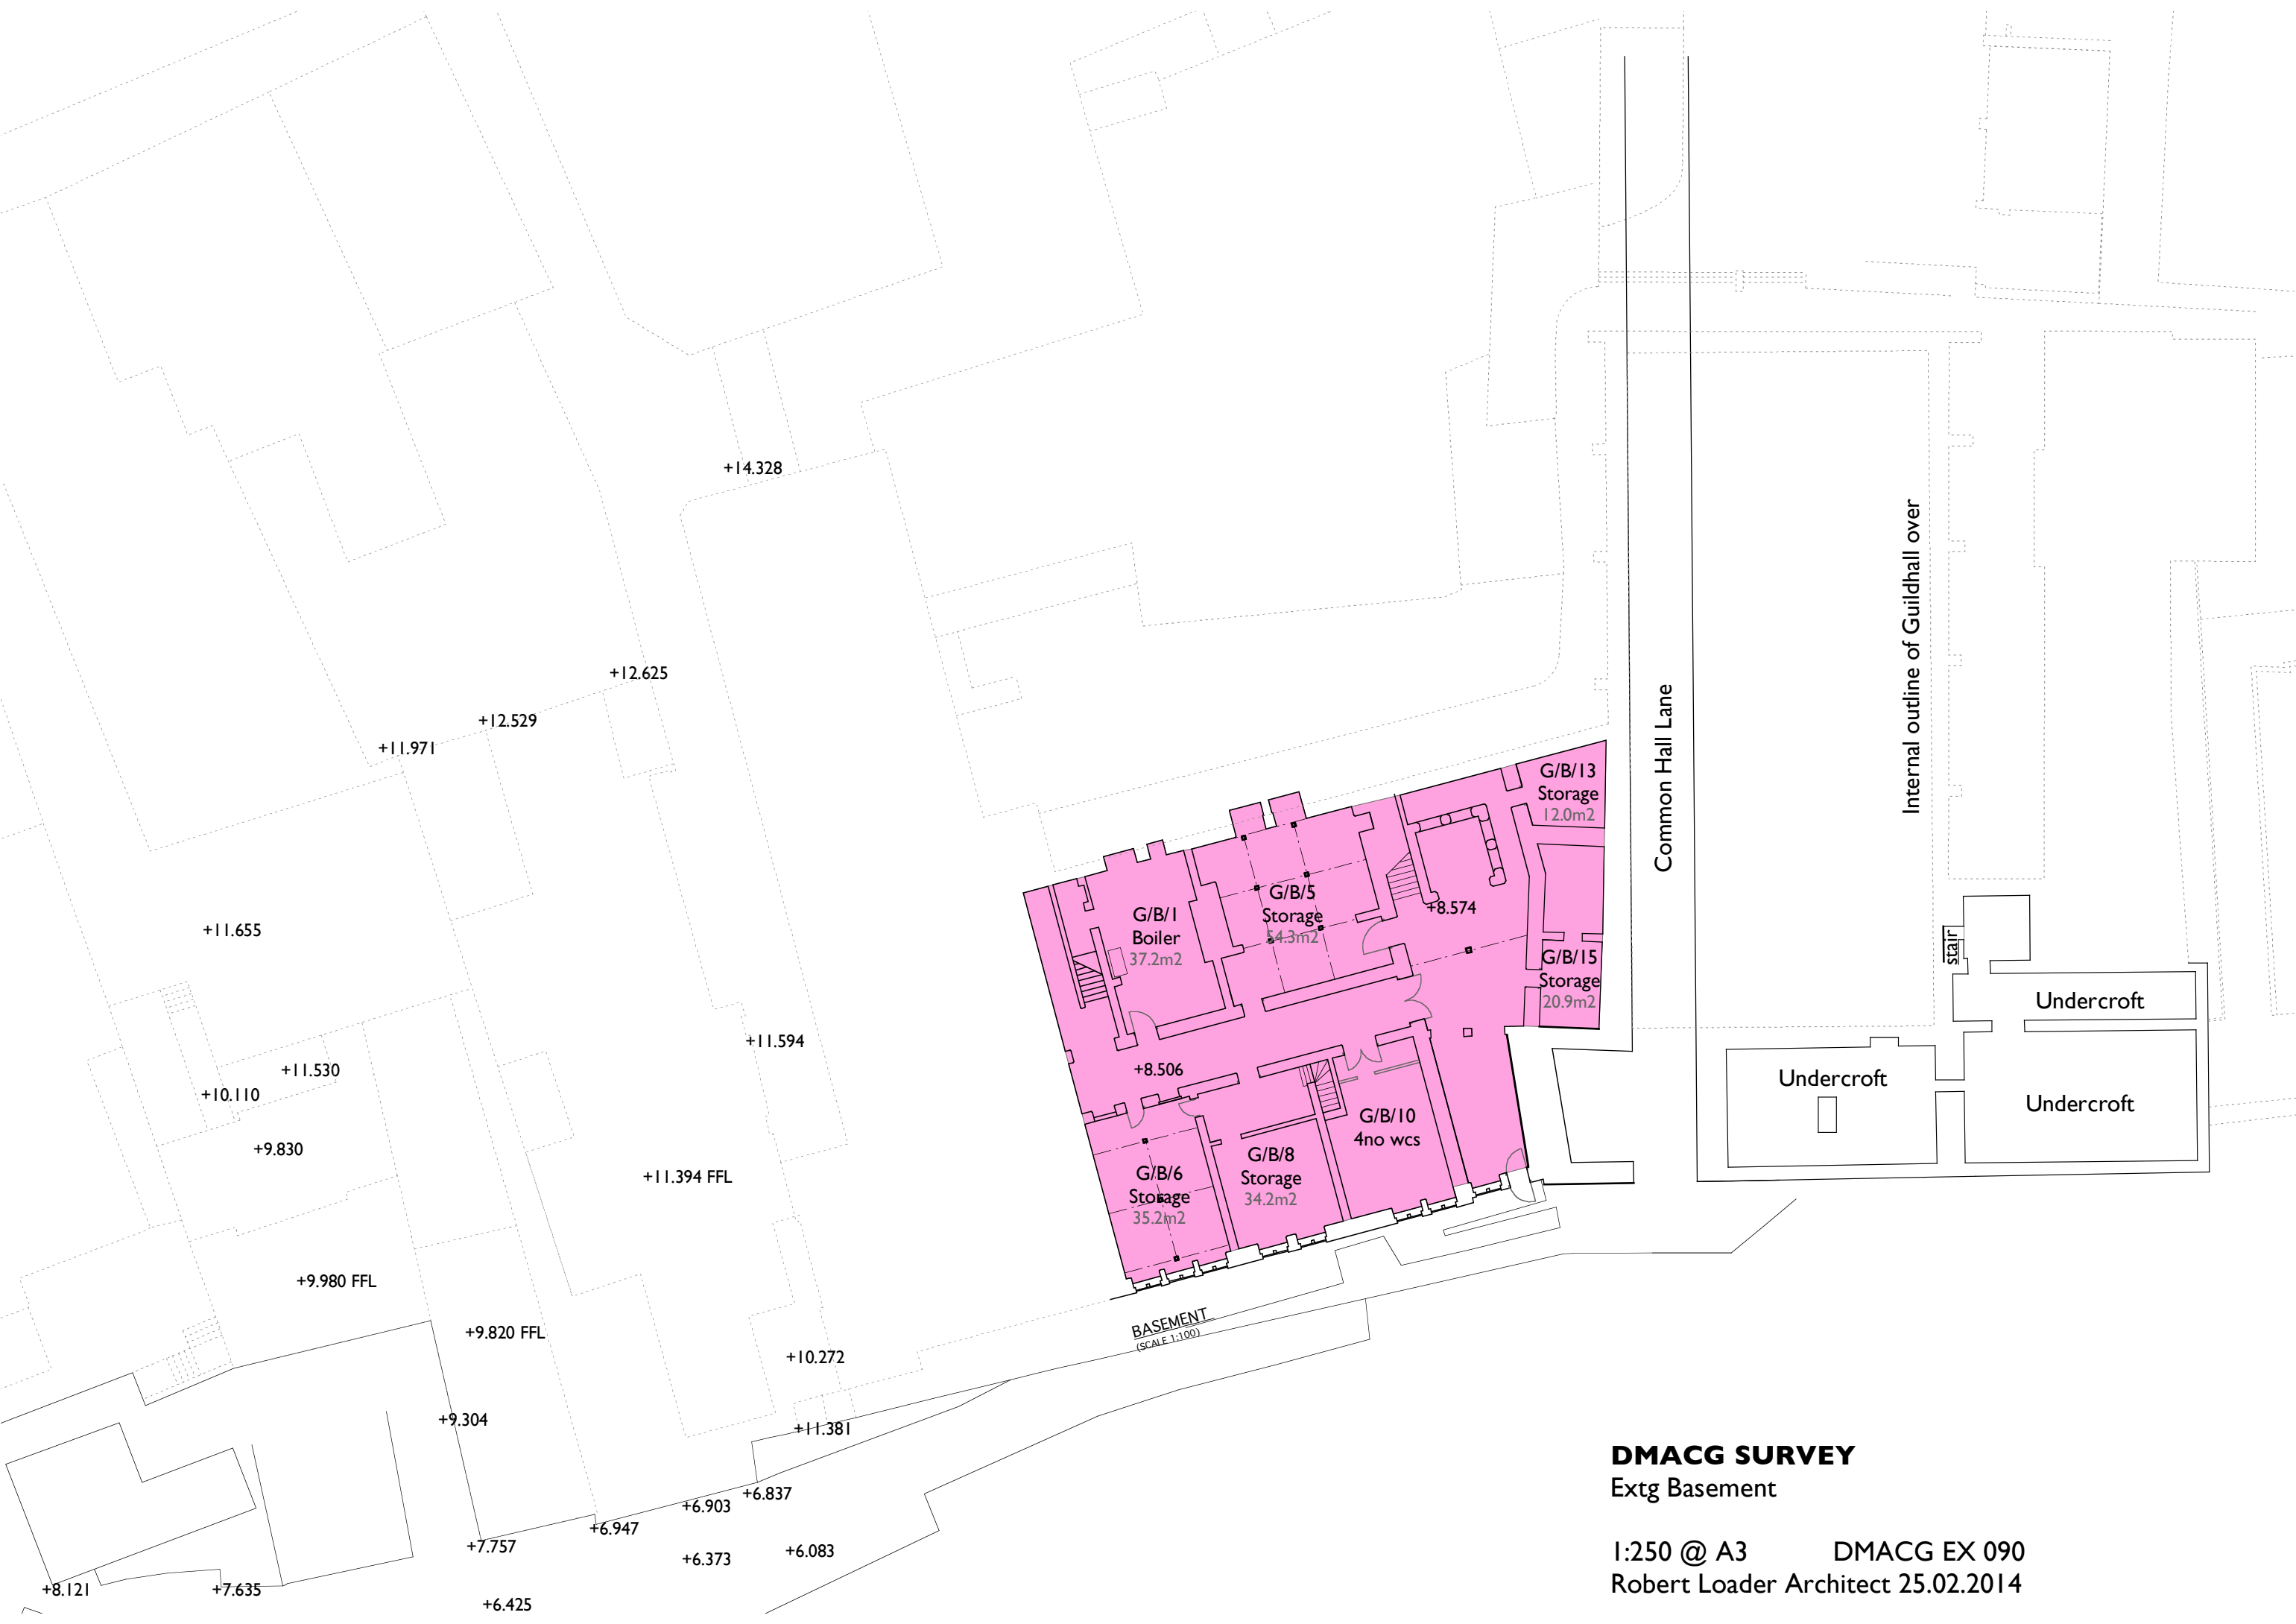 +14.328
+12.625
+12.529
+11.971
+11.655
+11.594
+11.530
+10.110
+9.830
+11.394 FFL
+9.980 FFL
+9.820 FFL
+10.272
+9.304
+11.381
+6.837
+6.903
+6.947
+7.757
+6.373
+6.083
+8.121
+7.635
+6.425
G/B/13
Storage
12.0m2
G/B/5
Storage
54.3m2
+8.574
G/B/1
Boiler
37.2m2
G/B/15
Storage
20.9m2
+8.506
G/B/10
4no wcs
G/B/8
Storage
34.2m2
G/B/6
Storage
35.2m2
BASEMENT
(SCALE 1:100)
Common Hall Lane
Internal outline of Guildhall over
stair
Undercroft
Undercroft
Undercroft
DMACG SURVEY
Extg Basement
1:250 @ A3 DMACG EX 090
Robert Loader Architect 25.02.2014